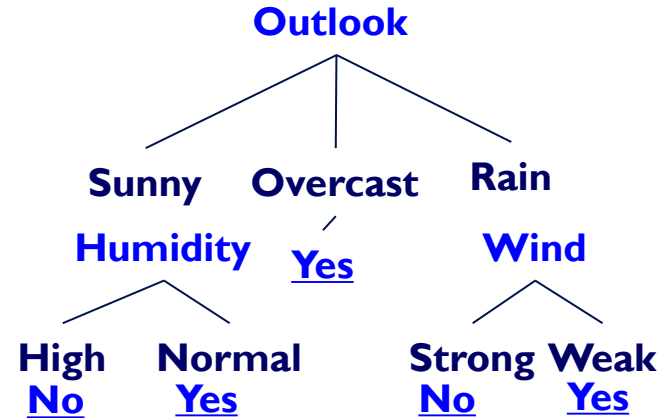 Outlook
Sunny Overcast Rain
Humidity Yes Wind
High Normal Strong Weak
No Yes No Yes